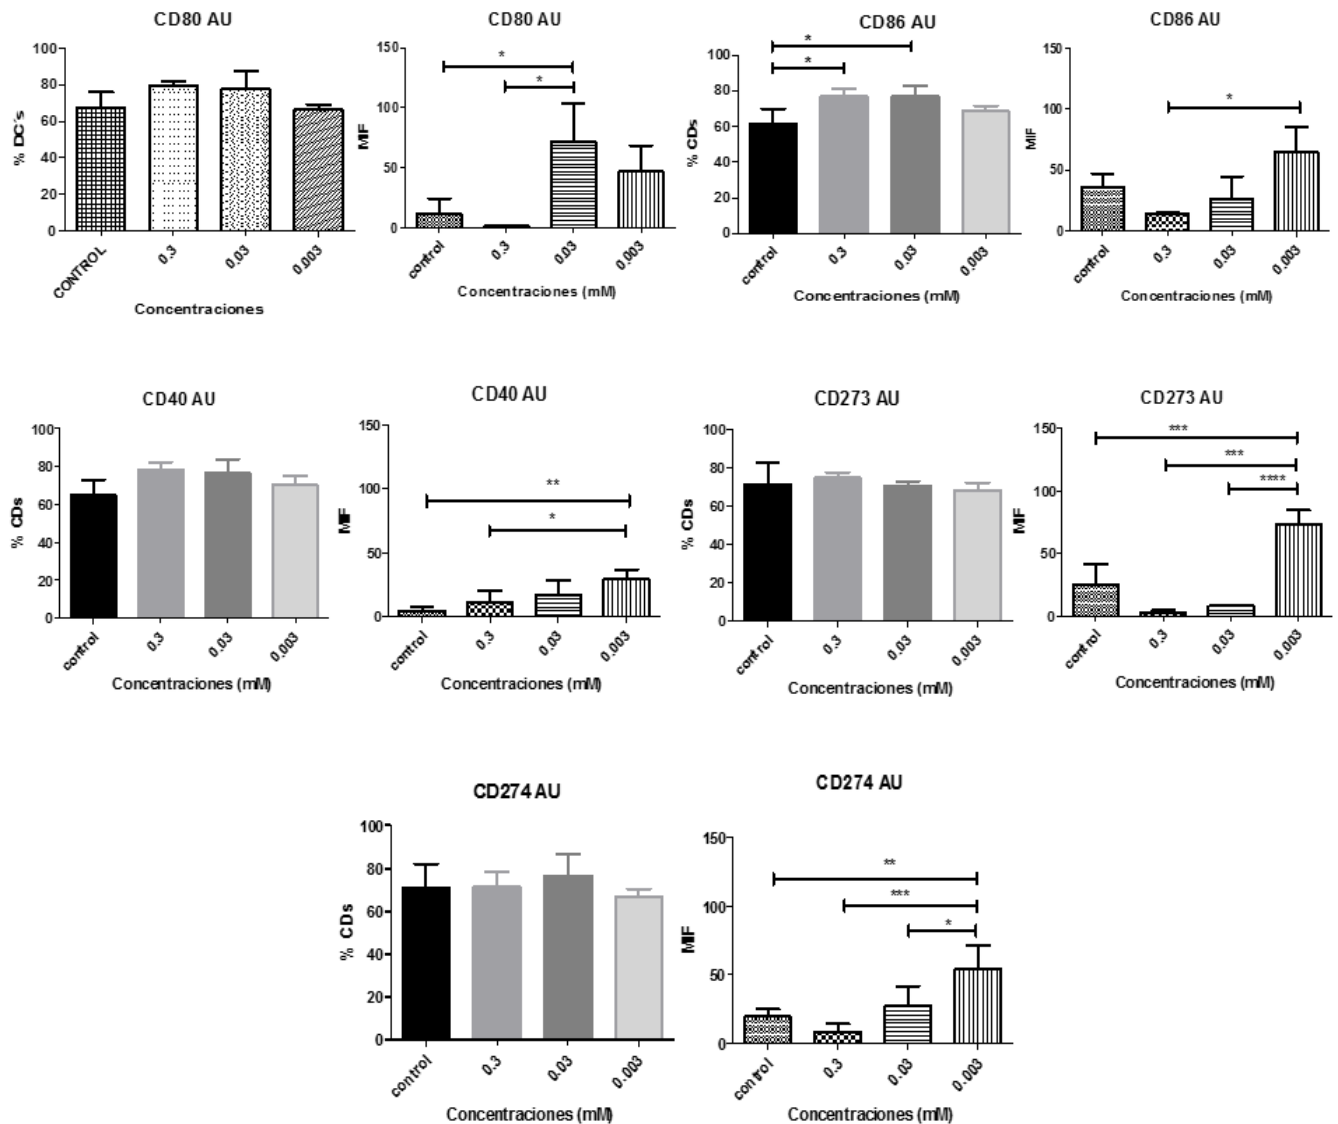 CD80 AU
% DC´s
100
80
60
40
20
0
CONTROL
0.3
0.03
0.003
Concentraciones
CD80 AU
MIF
150
100
50
0
*
*
control
0.3
0.03
0.003
Concentraciones (mM)
CD86 AU
% CDs
100
80
60
40
20
0
*
*
control
0.3
0.03
0.003
Concentraciones (mM)
CD86 AU
MIF
150
100
50
0
*
control
0.3
0.03
0.003
Concentraciones (mM)
CD40 AU
% CDs
100
80
60
40
20
0
control
0.3
0.03
0.003
Concentraciones (mM)
CD40 AU
MIF
150
100
50
0
**
*
control
0.3
0.03
0.003
Concentraciones (mM)
CD273 AU
% CDs
100
80
60
40
20
0
control
0.3
0.03
0.003
Concentraciones (mM)
CD273 AU
MIF
150
100
50
0
***
***
****
control
0.3
0.03
0.003
Concentraciones (mM)
CD274 AU
% CDs
100
80
60
40
20
0
control
0.3
0.03
0.003
Concentraciones (mM)
CD274 AU
MIF
150
100
50
0
**
***
*
control
0.3
0.03
0.003
Concentraciones (mM)